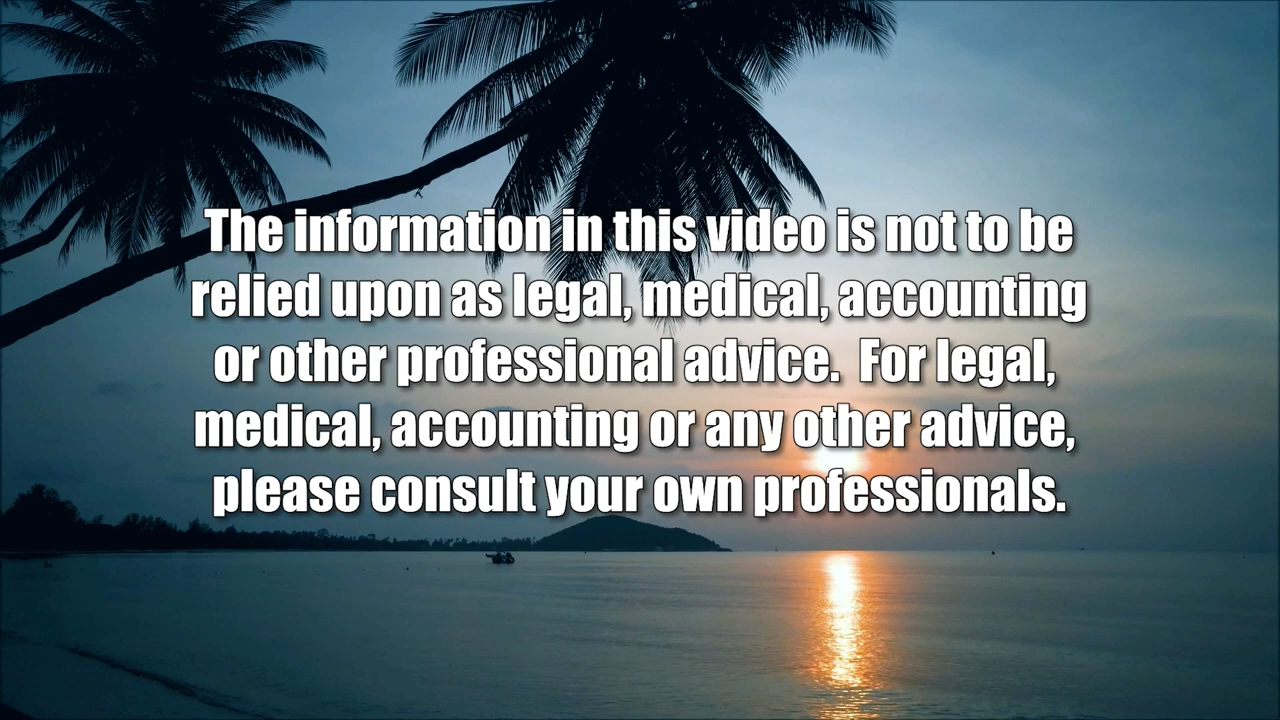 The information in this video is not to be
relied upon as legal, medical, accounting
or other professional advice.  For legal,
medical, accounting or any other advice,
please consult your own professionals.